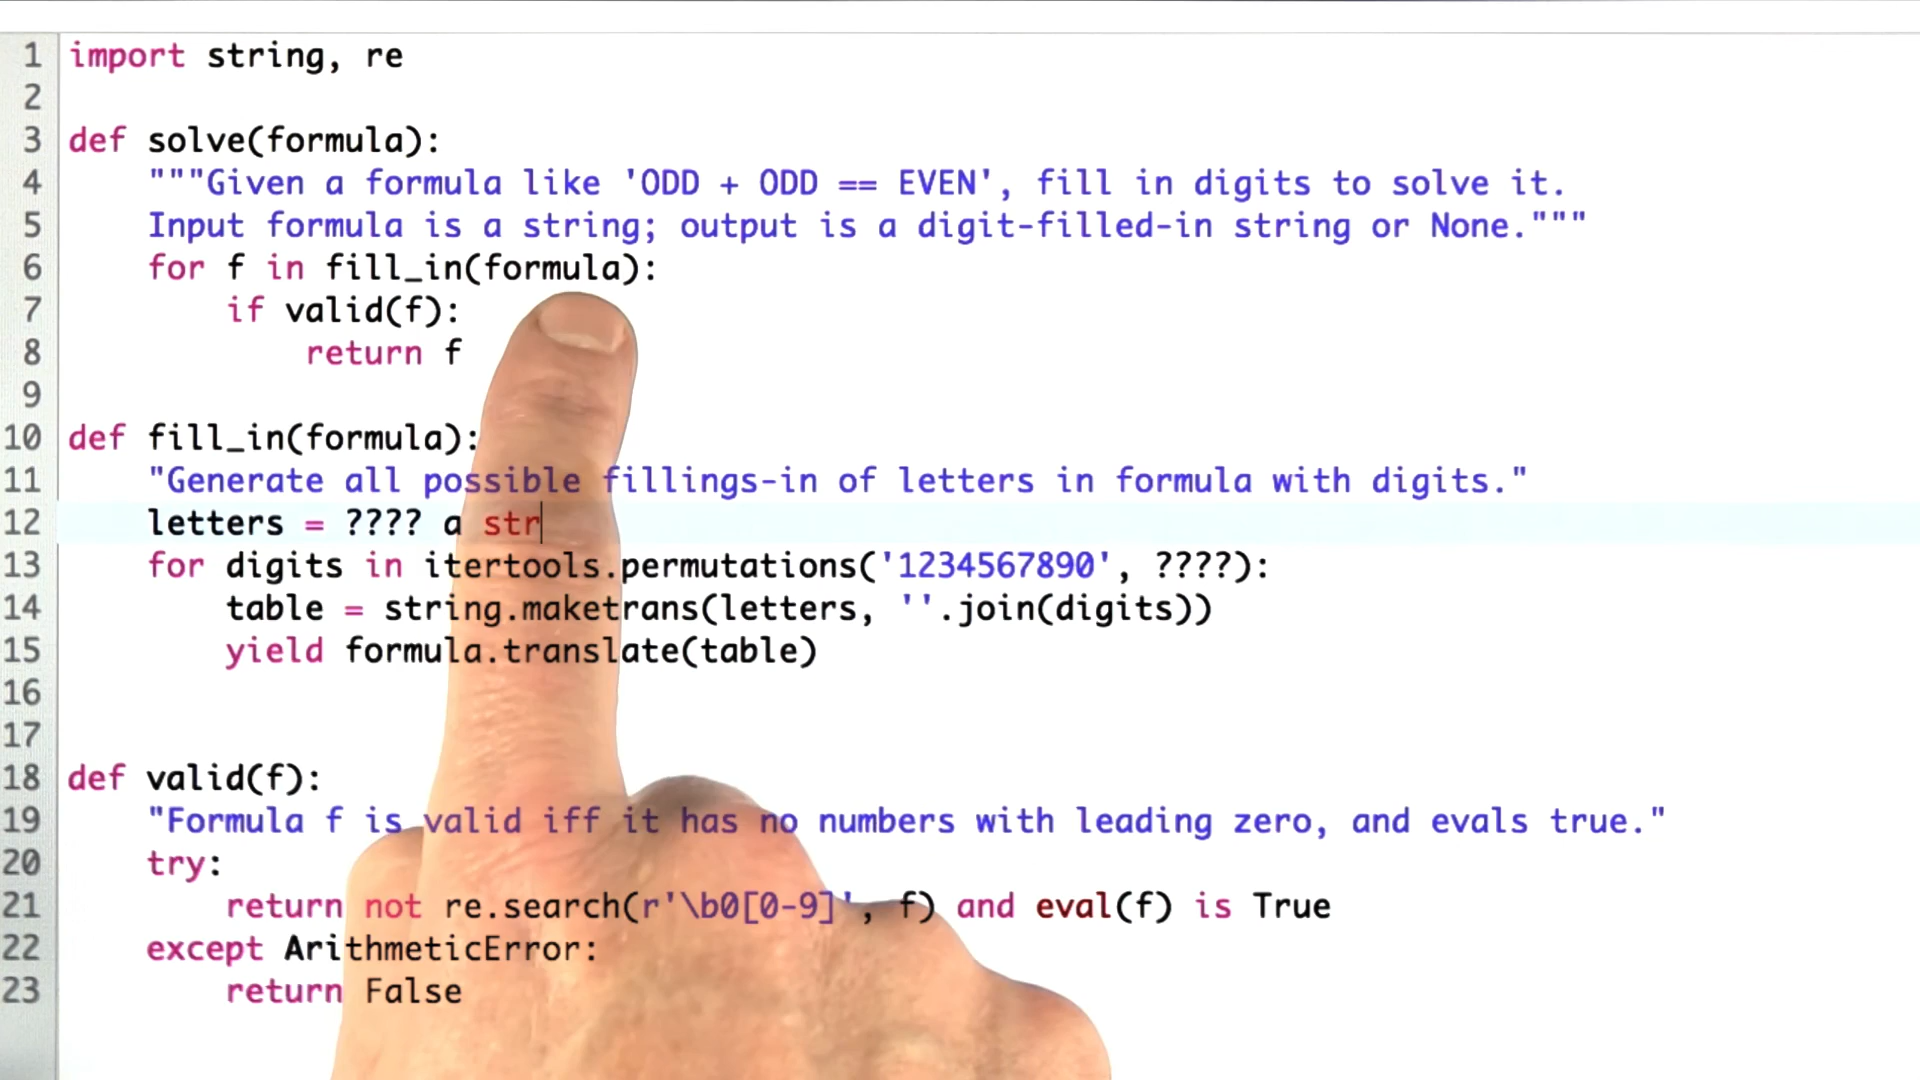 1 import string, re
2
3 def solve(formula):
4 """Given a formula like 'ODD + ODD == EVEN', fill in digits to solve it.
5 Input formula is a string; output is a digit-filled-in string or None."""
6 for f in fill_in(formula):
7 if valid(f):
8 return f
9
10 def fill_in(formula):
11 "Generate all possible fillings-in of letters in formula with digits."
12 letters = ???? a str
13 for digits in itertools.permutations('1234567890', ????):
14 table = string.maketrans(letters, ''.join(digits))
15 yield formula.translate(table)
16
17
18 def valid(f):
19 "Formula f is valid iff it has no numbers with leading zero, and evals true."
20 try:
21 return not re.search(r'\b0[0-9]', f) and eval(f) is True
22 except ArithmeticError:
23 return False